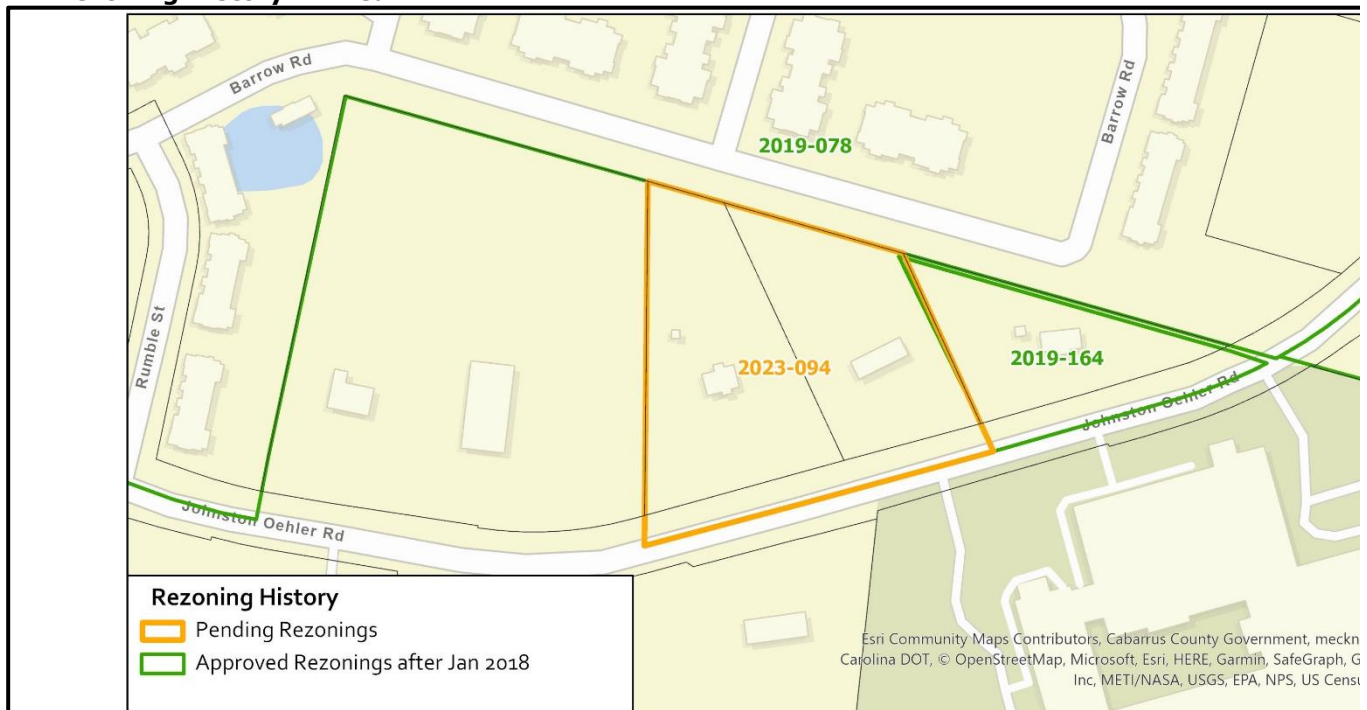 Barrow Rd
Barrow Rd
2019-078
2023-094
2019-164
Rumble St
Johnston Oehler Rd
Johnston Oehler Rd
Rezoning History
Pending Rezonings
Approved Rezonings after Jan 2018
Esri Community Maps Contributors, Cabarrus County Government, meckn
Carolina DOT, © OpenStreetMap, Microsoft, Esri, HERE, Garmin, SafeGraph, G
Inc, METI/NASA, USGS, EPA, NPS, US Censu